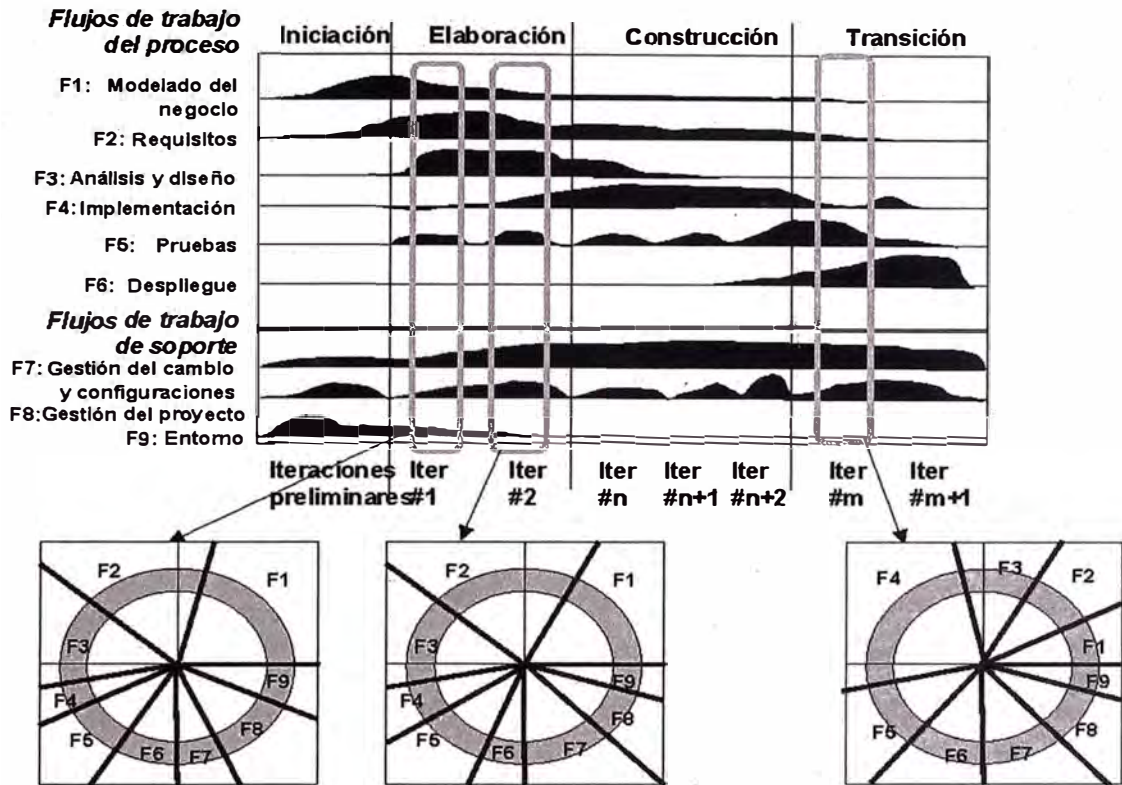 Flujos de trabajo
del proceso
Iniciación Elaboración Construcción Transición
F1: Modelado del
negocio
F2: Requisitos
F3: Análisis y diseño
F4: Implementación
F5: Pruebas
F6: Despliegue
Flujos de trabajo
de soporte
F7: Gestión del cambio
y configuraciones
F8: Gestión del proyecto
F9: Entorno
Iteraciones Iter Iter Iter Iter Iter Iter Iter
preliminares #1 #2 #n #n+1 #n+2 #m #m+1
F2 F1 F3 F9 F4 F8 F5 F6 F7
F2 F1 F3 F9 F4 F8 F5 F6 F7
F3 F4 F2 F1 F9 F5 F8 F6 F7